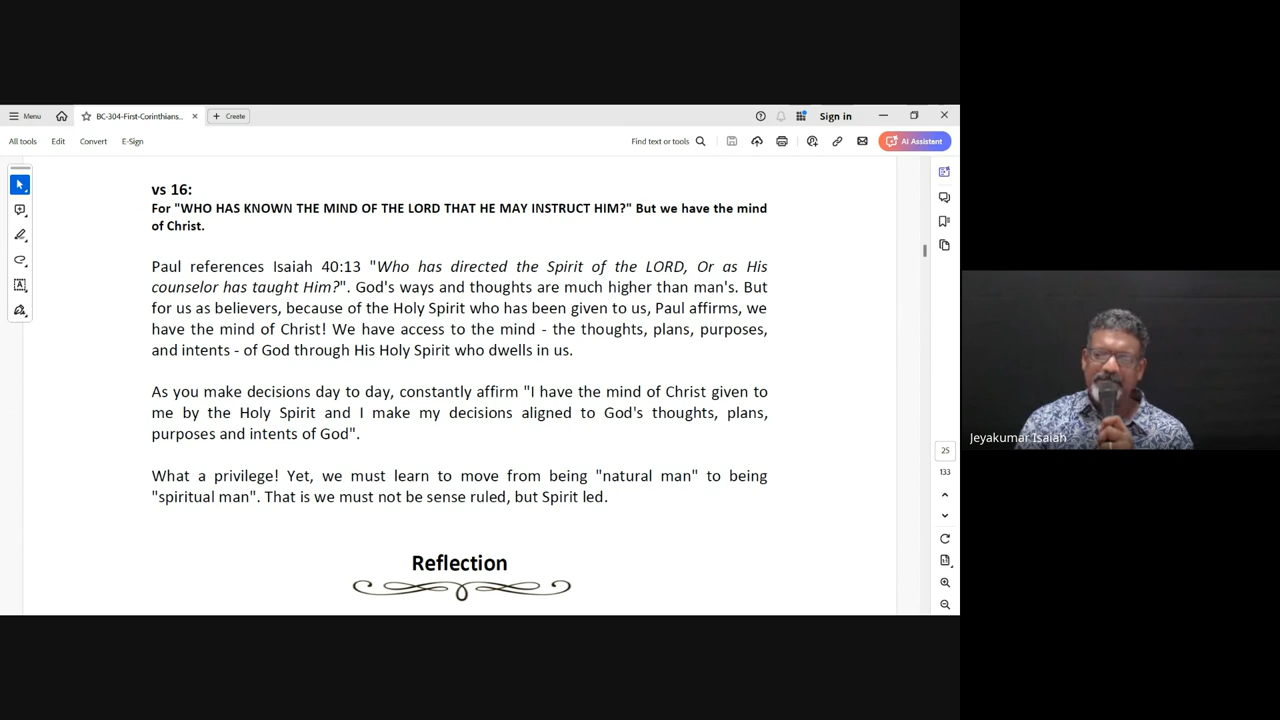 Menu
BC-304-First-Corinthians...
Create
Sign in
All tools
Edit
Convert
E-Sign
Find text or tools
AI Assistant
vs 16:
For "WHO HAS KNOWN THE MIND OF THE LORD THAT HE MAY INSTRUCT HIM?" But we have the mind
of Christ.
Paul references Isaiah 40:13 "Who has directed the Spirit of the LORD, Or as His
counselor has taught Him?". God's ways and thoughts are much higher than man's. But
for us as believers, because of the Holy Spirit who has been given to us, Paul affirms, we
have the mind of Christ! We have access to the mind - the thoughts, plans, purposes,
and intents - of God through His Holy Spirit who dwells in us.
As you make decisions day to day, constantly affirm "I have the mind of Christ given to
me by the Holy Spirit and I make my decisions aligned to God's thoughts, plans,
purposes and intents of God".
What a privilege! Yet, we must learn to move from being "natural man" to being
"spiritual man". That is we must not be sense ruled, but Spirit led.
Reflection
25
133
Jeyakumar Isaiah